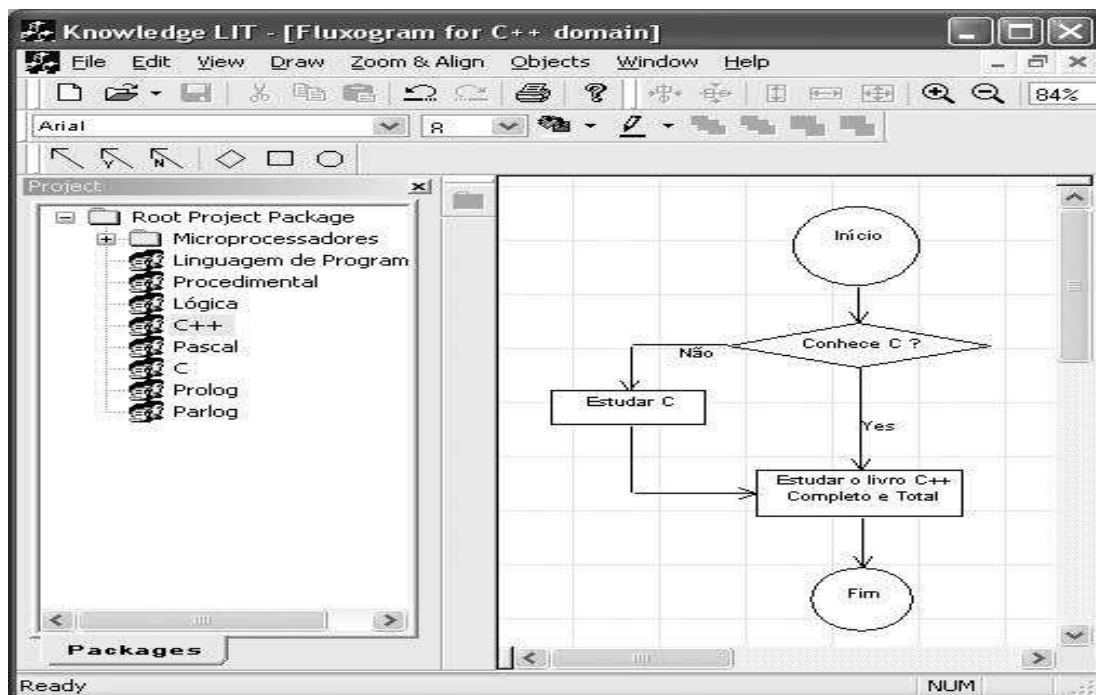 Knowledge LIT - [Fluxogram for C++ domain]
File Edit View Draw Zoom & Align Objects Window Help
84%
Arial 8
Y N
Project
Root Project Package
Microprocessadores
Linguagem de Program
Procedimental
Lógica
C++
Pascal
C
Prolog
Parlog
Packages
Início
Conhece C ?
Não
Estudar C
Yes
Estudar o livro C++
Completo e Total
Fim
Ready NUM